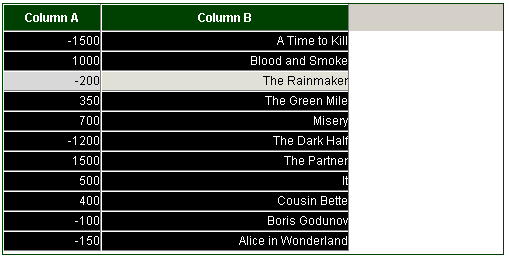 Column A Column B
-1500 A Time to Kill
1000 Blood and Smoke
-200 The Rainmaker
350 The Green Mile
700 Misery
-1200 The Dark Half
1500 The Partner
500 It
400 Cousin Bette
-100 Boris Godunov
-150 Alice in Wonderland